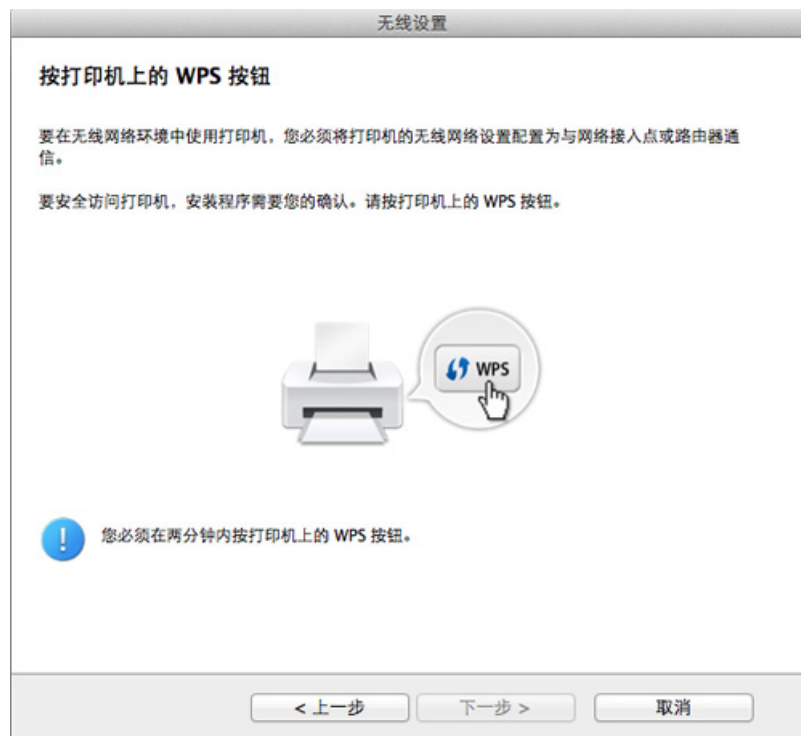 无线设置
按打印机上的 WPS 按钮
要在无线网络环境中使用打印机，您必须将打印机的无线网络设置配置为与网络接入点或路由器通
信。
要安全访问打印机，安装程序需要您的确认。请按打印机上的 WPS 按钮。
WPS
您必须在两分钟内按打印机上的 WPS 按钮。
< 上一步
下一步 >
取消